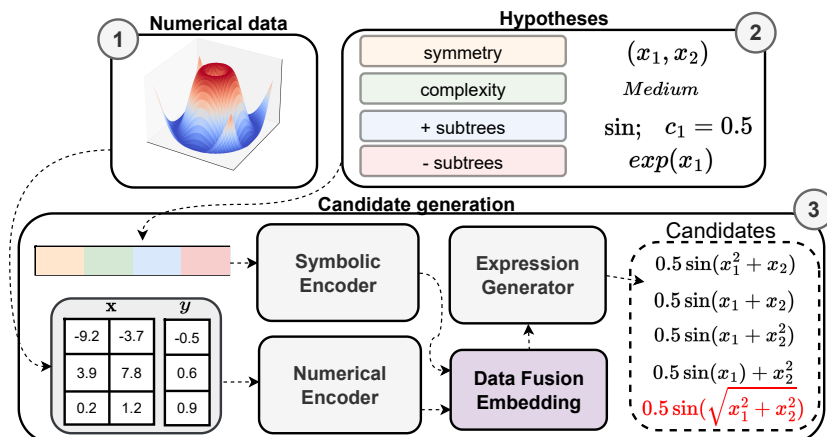 1
Numerical data
Hypotheses
2
symmetry (x₁, x₂)
complexity Medium
+ subtrees sin; c₁ = 0.5
- subtrees exp(x₁)
Candidate generation
3
Symbolic Encoder
Expression Generator
Candidates
0.5 sin(x₁² + x₂)
0.5 sin(x₁ + x₂)
0.5 sin(x₁ + x₂²)
0.5 sin(x₁) + x₂²
0.5 sin(√(x₁² + x₂²))
x y
-9.2 -3.7 -0.5
3.9 7.8 0.6
0.2 1.2 0.9
Numerical Encoder
Data Fusion Embedding